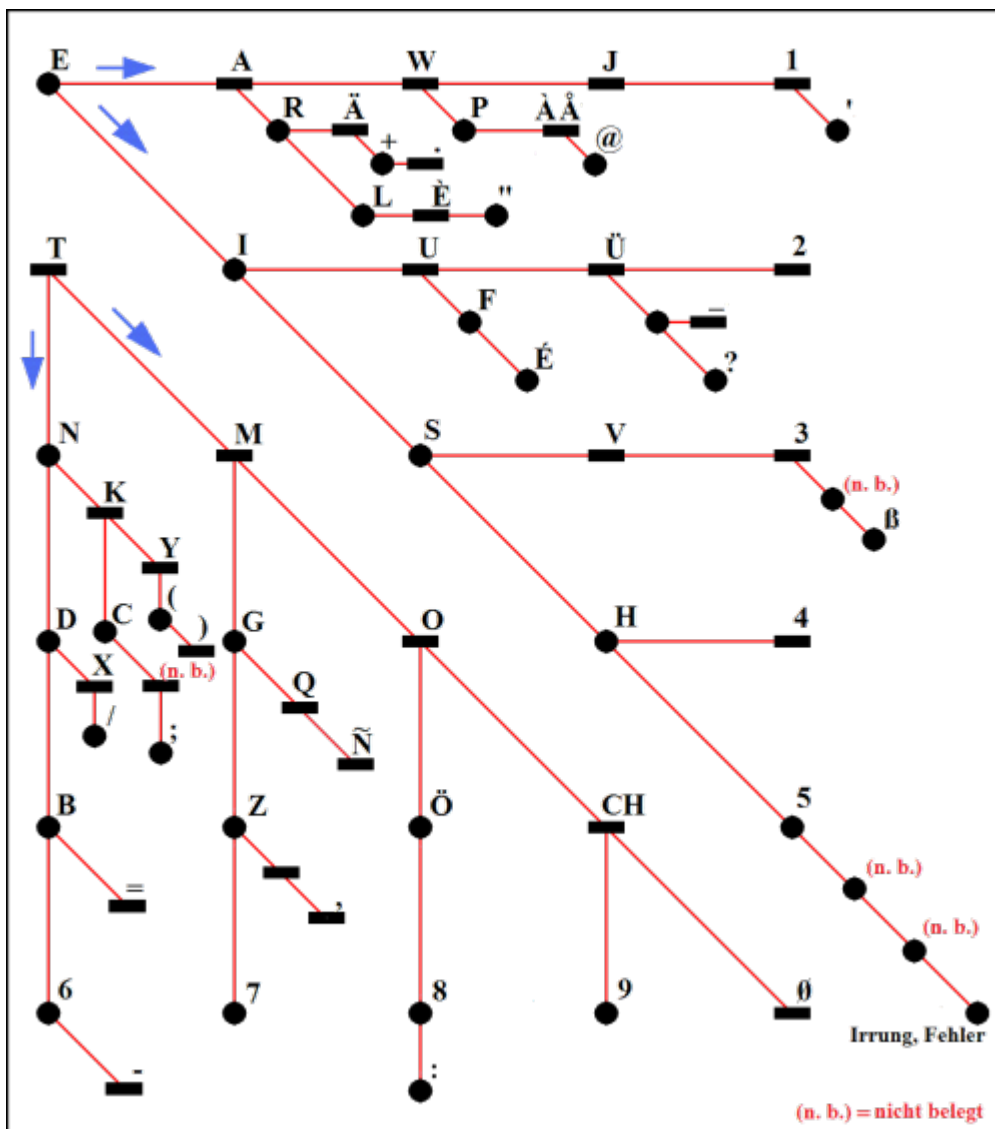 E A W J 1
R Ä P À Å '
+ . @
L È "
T I U Ü 2
F _
É ?
N M S V 3
K (n. b.)
Y ß
D C ( ) G O H 4
X (n. b.) Q
/ ; Ñ
B Z Ö CH 5
= , (n. b.)
(n. b.)
6 7 8 9 Ø
Irrung, Fehler
- :
(n. b.) = nicht belegt